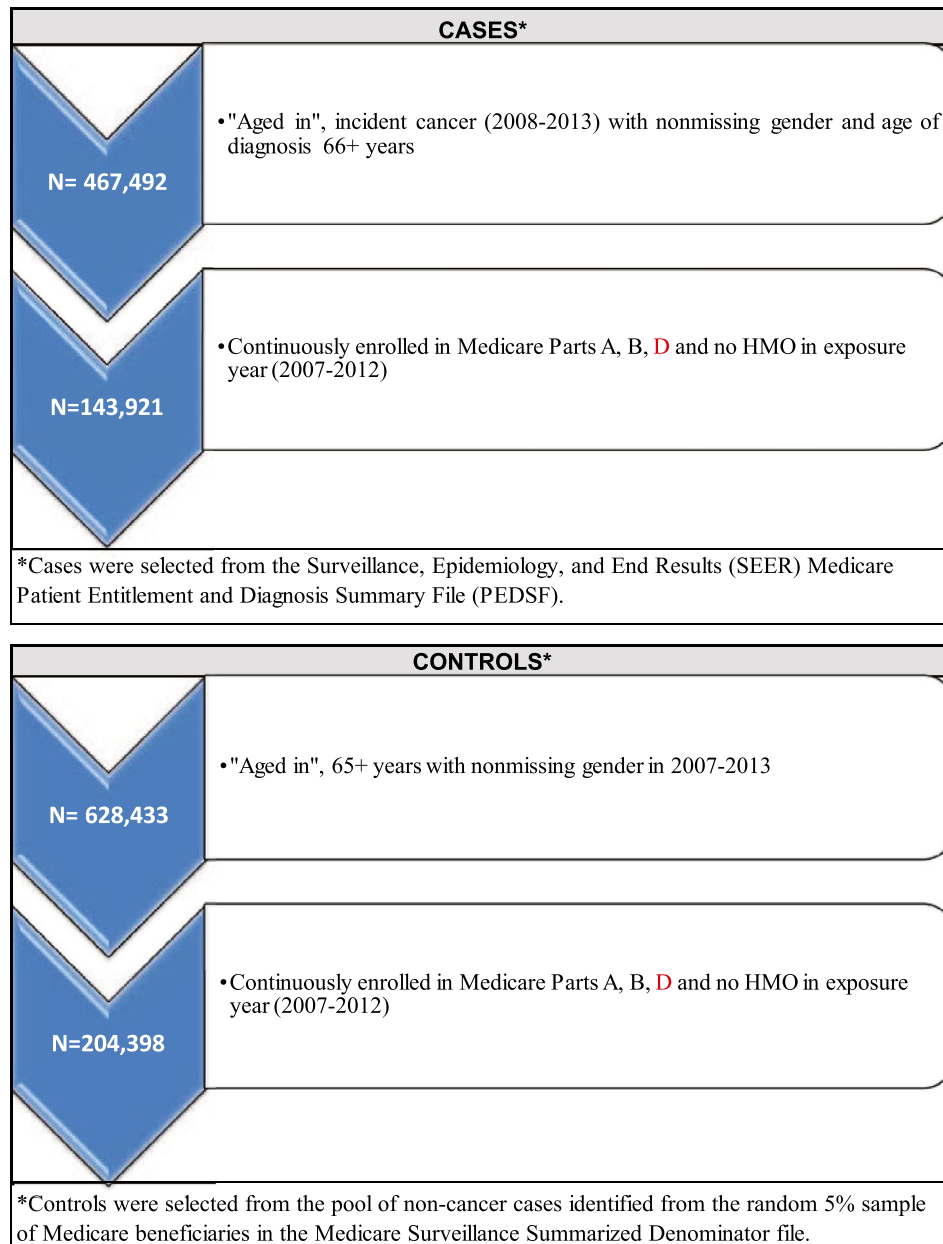 CASES*
•"Aged in", incident cancer (2008-2013) with nonmissing gender and age of
diagnosis 66+ years
N= 467,492
•Continuously enrolled in Medicare Parts A, B, D and no HMO in exposure
year (2007-2012)
N=143,921
*Cases were selected from the Surveillance, Epidemiology, and End Results (SEER) Medicare
Patient Entitlement and Diagnosis Summary File (PEDSF).
CONTROLS*
•"Aged in", 65+ years with nonmissing gender in 2007-2013
N= 628,433
•Continuously enrolled in Medicare Parts A, B, D and no HMO in exposure
year (2007-2012)
N=204,398
*Controls were selected from the pool of non-cancer cases identified from the random 5% sample
of Medicare beneficiaries in the Medicare Surveillance Summarized Denominator file.